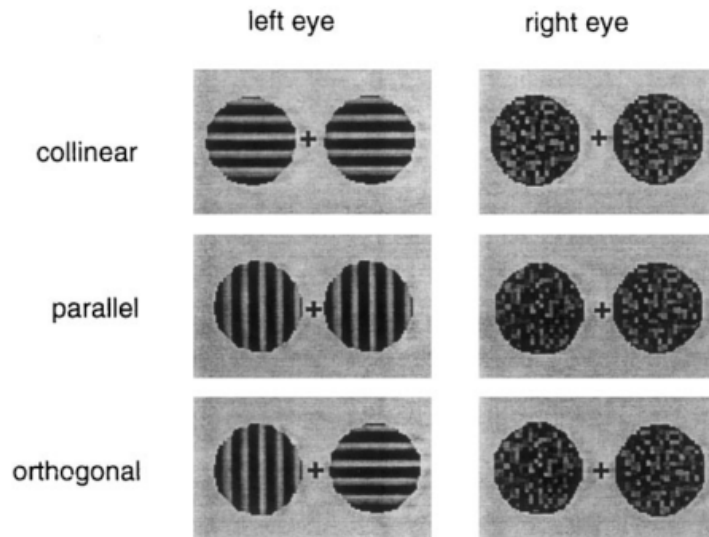 left eye
right eye
collinear
parallel
orthogonal